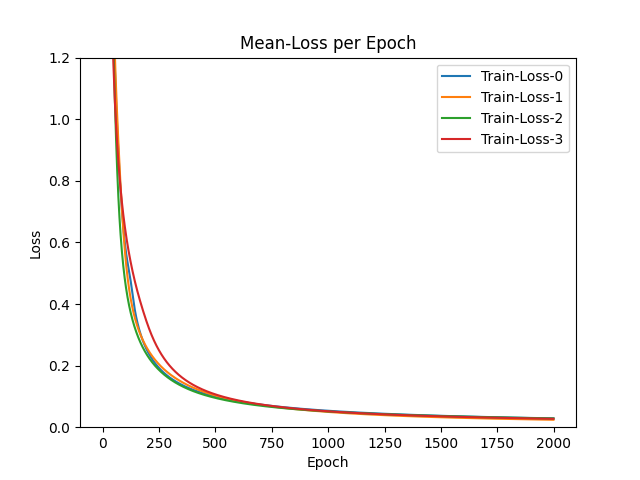 Mean-Loss per Epoch
Train-Loss-0
Train-Loss-1
Train-Loss-2
Train-Loss-3
Loss
1.2
1.0
0.8
0.6
0.4
0.2
0.0
0 250 500 750 1000 1250 1500 1750 2000
Epoch